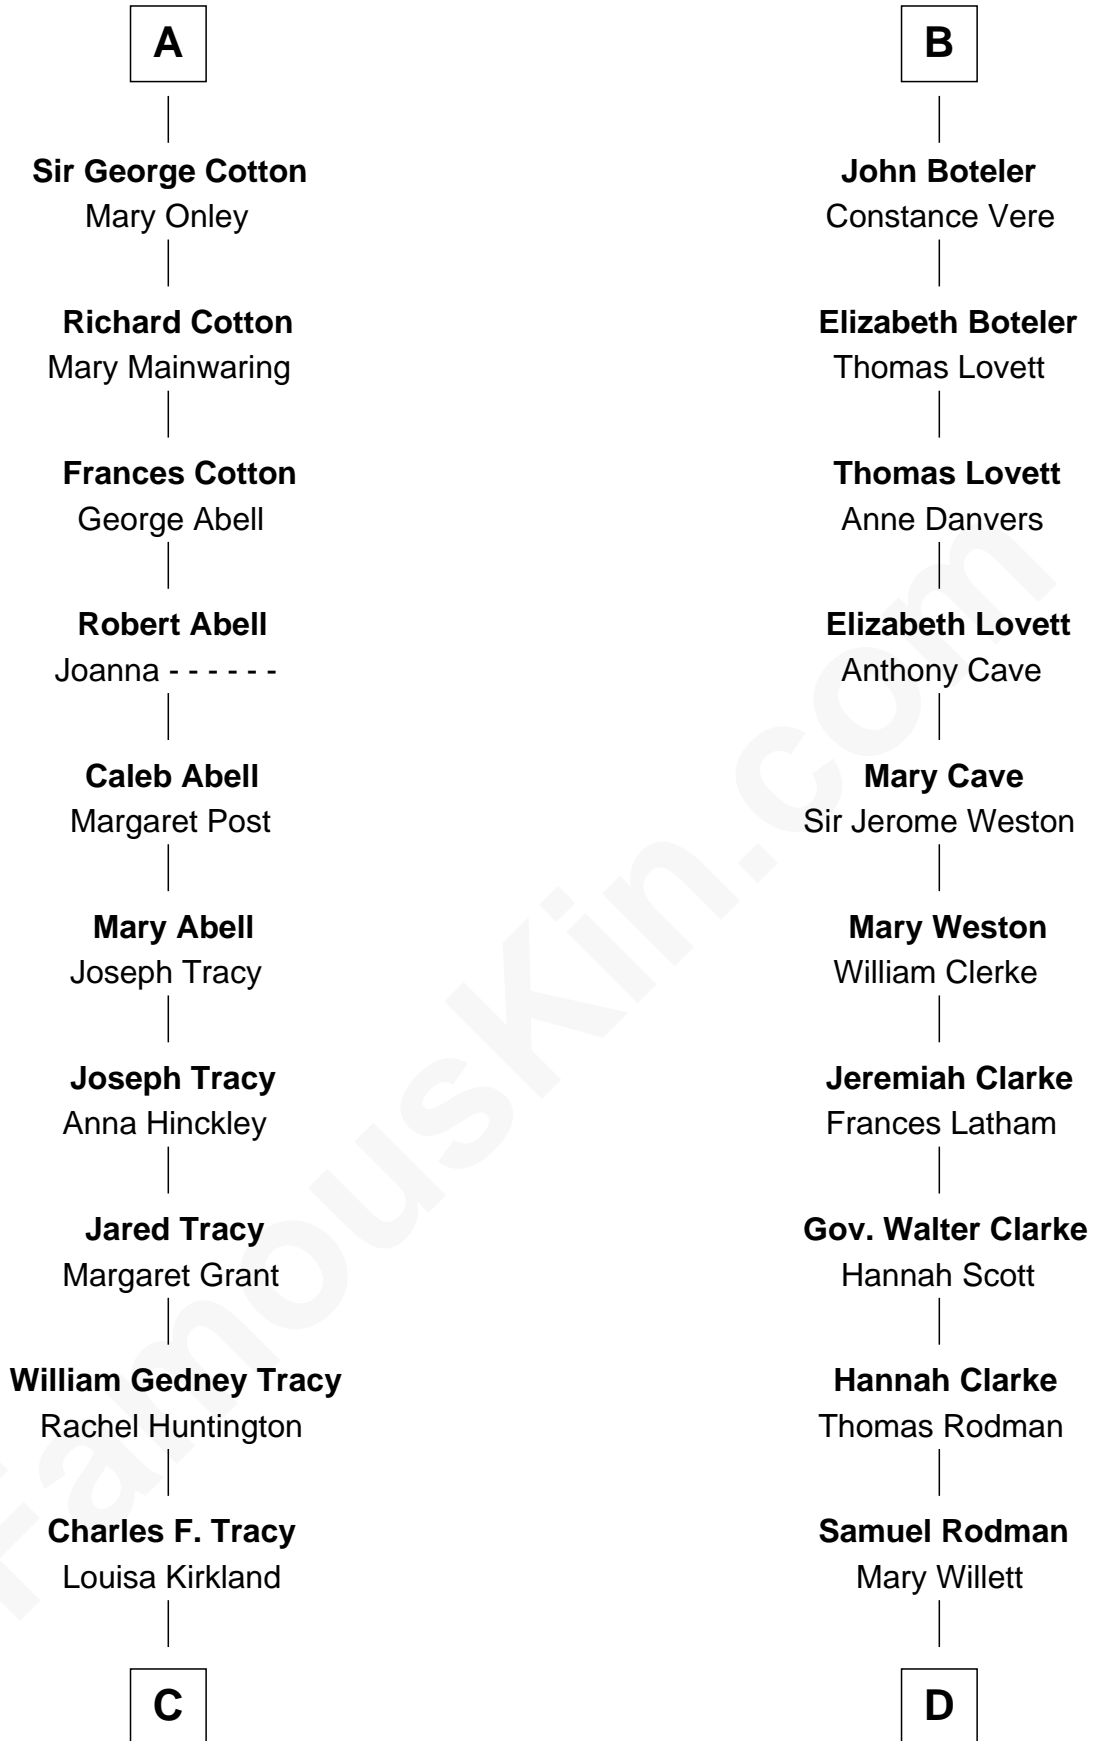 A
Sir George Cotton
Mary Onley
Richard Cotton
Mary Mainwaring
Frances Cotton
George Abell
Robert Abell
Joanna - - - - - -
Caleb Abell
Margaret Post
Mary Abell
Joseph Tracy
Joseph Tracy
Anna Hinckley
Jared Tracy
Margaret Grant
William Gedney Tracy
Rachel Huntington
Charles F. Tracy
Louisa Kirkland
C
B
John Boteler
Constance Vere
Elizabeth Boteler
Thomas Lovett
Thomas Lovett
Anne Danvers
Elizabeth Lovett
Anthony Cave
Mary Cave
Sir Jerome Weston
Mary Weston
William Clerke
Jeremiah Clarke
Frances Latham
Gov. Walter Clarke
Hannah Scott
Hannah Clarke
Thomas Rodman
Samuel Rodman
Mary Willett
D
FamousKin.com